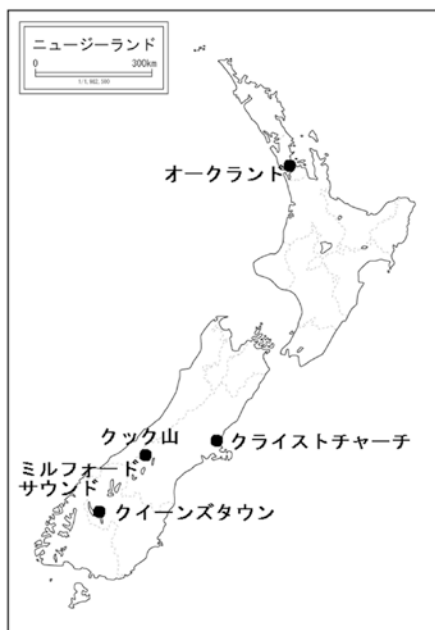 ニュージーランド
0 300km
オークランド
クック山
クライストチャーチ
ミルフォード
サウンド
クイーンズタウン